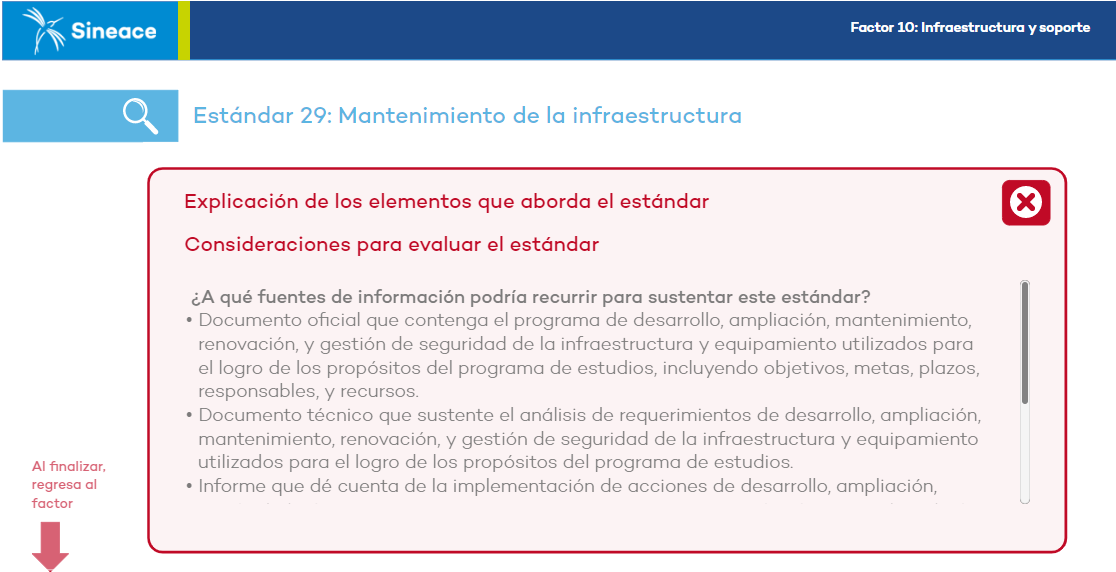 Sineace
Factor 10: Infraestructura y soporte
Estándar 29: Mantenimiento de la infraestructura
Explicación de los elementos que aborda el estándar
Consideraciones para evaluar el estándar
¿A qué fuentes de información podría recurrir para sustentar este estándar?
• Documento oficial que contenga el programa de desarrollo, ampliación, mantenimiento,
renovación, y gestión de seguridad de la infraestructura y equipamiento utilizados para
el logro de los propósitos del programa de estudios, incluyendo objetivos, metas, plazos,
responsables, y recursos.
• Documento técnico que sustente el análisis de requerimientos de desarrollo, ampliación,
mantenimiento, renovación, y gestión de seguridad de la infraestructura y equipamiento
utilizados para el logro de los propósitos del programa de estudios.
• Informe que dé cuenta de la implementación de acciones de desarrollo, ampliación,
Al finalizar,
regresa al
factor